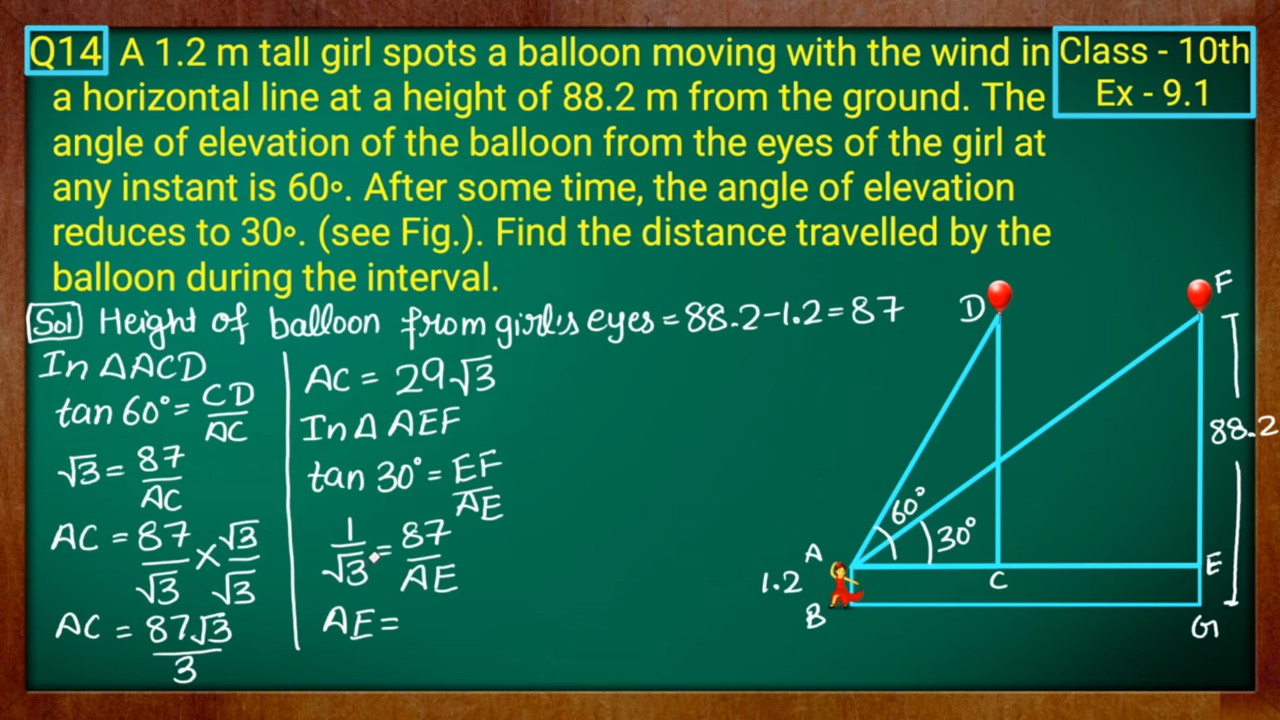 Q14 A 1.2 m tall girl spots a balloon moving with the wind in
a horizontal line at a height of 88.2 m from the ground. The
angle of elevation of the balloon from the eyes of the girl at
any instant is 60∘. After some time, the angle of elevation
reduces to 30∘. (see Fig.). Find the distance travelled by the
balloon during the interval.
Class - 10th
Ex - 9.1
Sol Height of balloon from girl's eyes = 88.2-1.2 = 87
In ΔACD
tan 60° = CD/AC
√3 = 87/AC
AC = 87/√3 × √3/√3
AC = 87√3/3
AC = 29√3
In Δ AEF
tan 30° = EF/AE
1/√3 = 87/AE
AE =
D
F
88.2
60°
30°
A
1.2
B
C
E
G